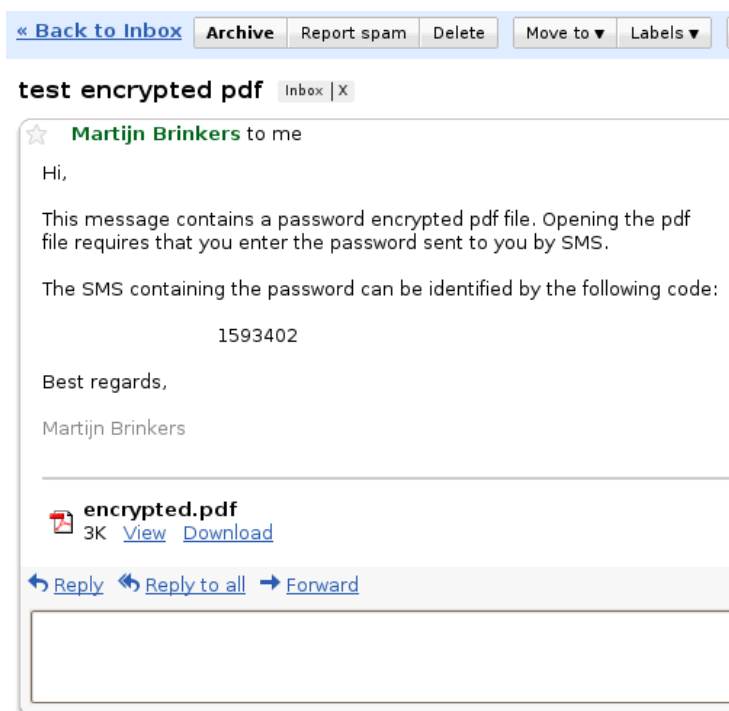 « Back to Inbox Archive Report spam Delete Move to ▼ Labels ▼
test encrypted pdf Inbox | X
Martijn Brinkers to me
Hi,
This message contains a password encrypted pdf file. Opening the pdf
file requires that you enter the password sent to you by SMS.
The SMS containing the password can be identified by the following code:
1593402
Best regards,
Martijn Brinkers
encrypted.pdf
3K View Download
Reply Reply to all Forward